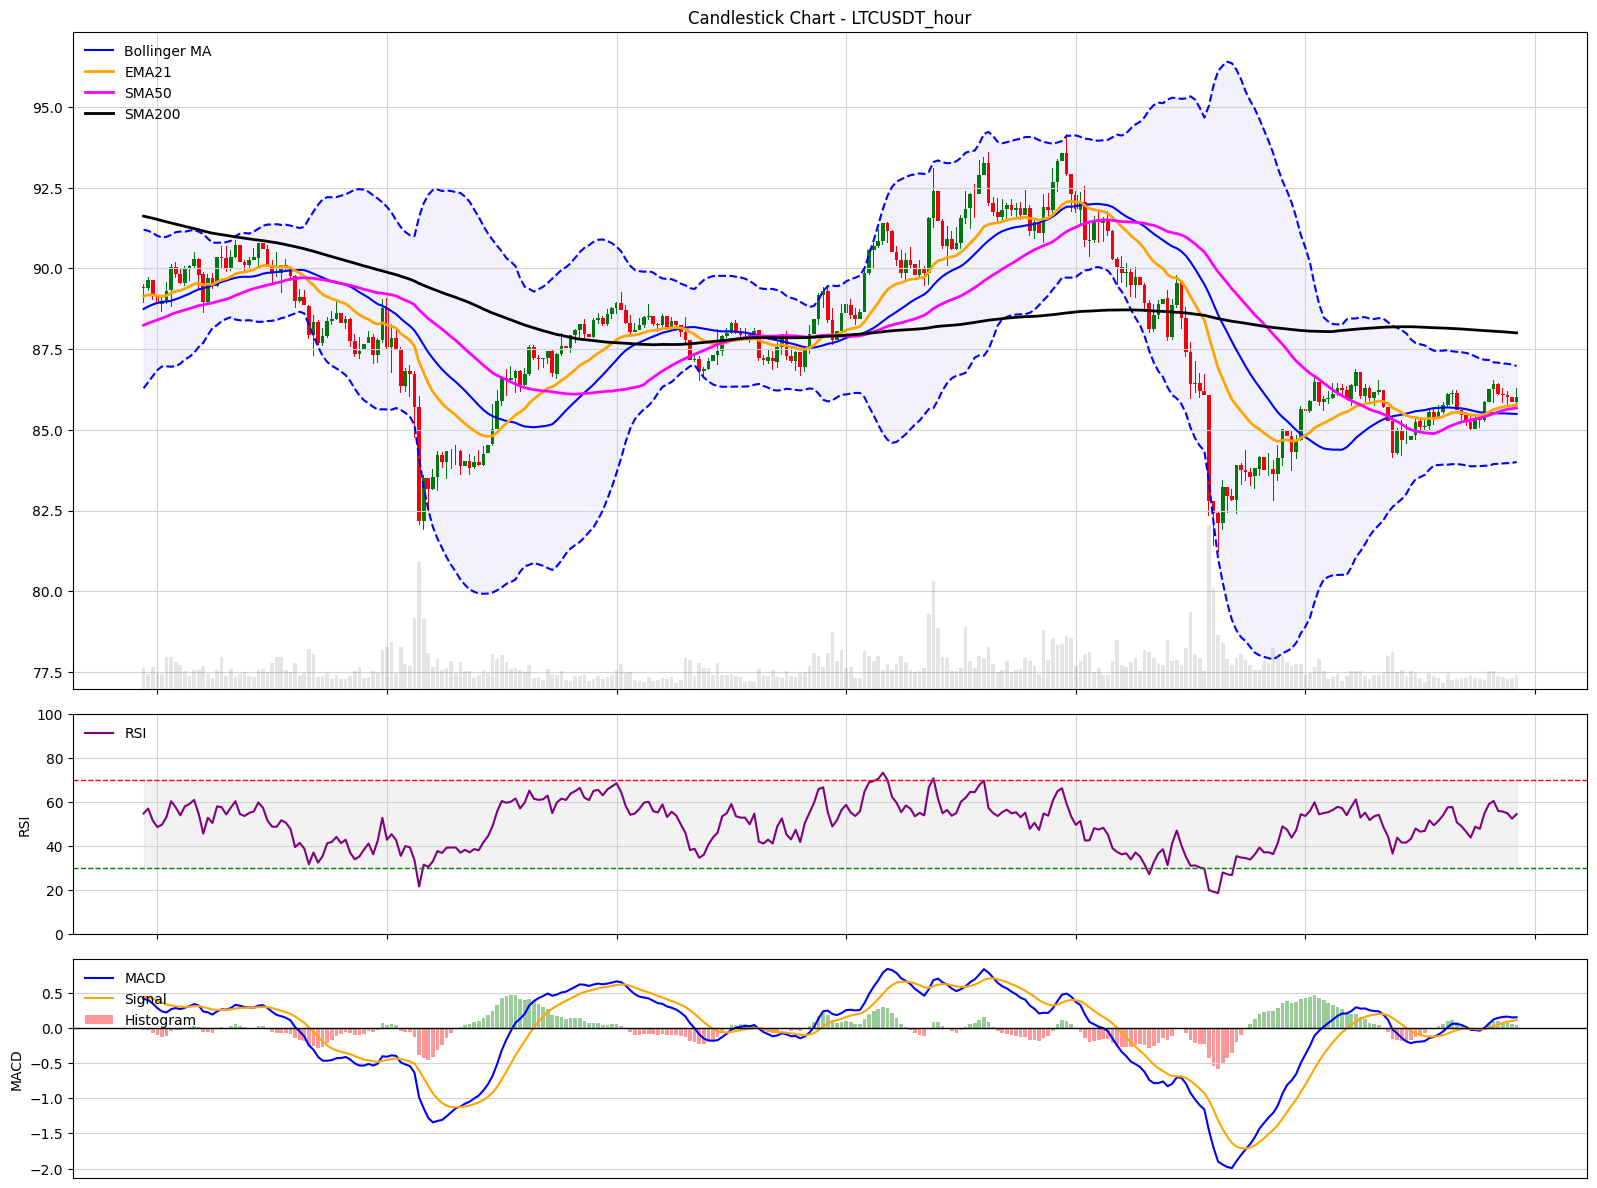 Candlestick Chart - LTCUSDT_hour
Bollinger MA
EMA21
SMA50
SMA200
95.0
92.5
90.0
87.5
85.0
82.5
80.0
77.5
100
RSI
80
60
RSI
40
20
0
MACD
0.5
Signal
Histogram
0.0
−0.5
MACD
−1.0
−1.5
−2.0